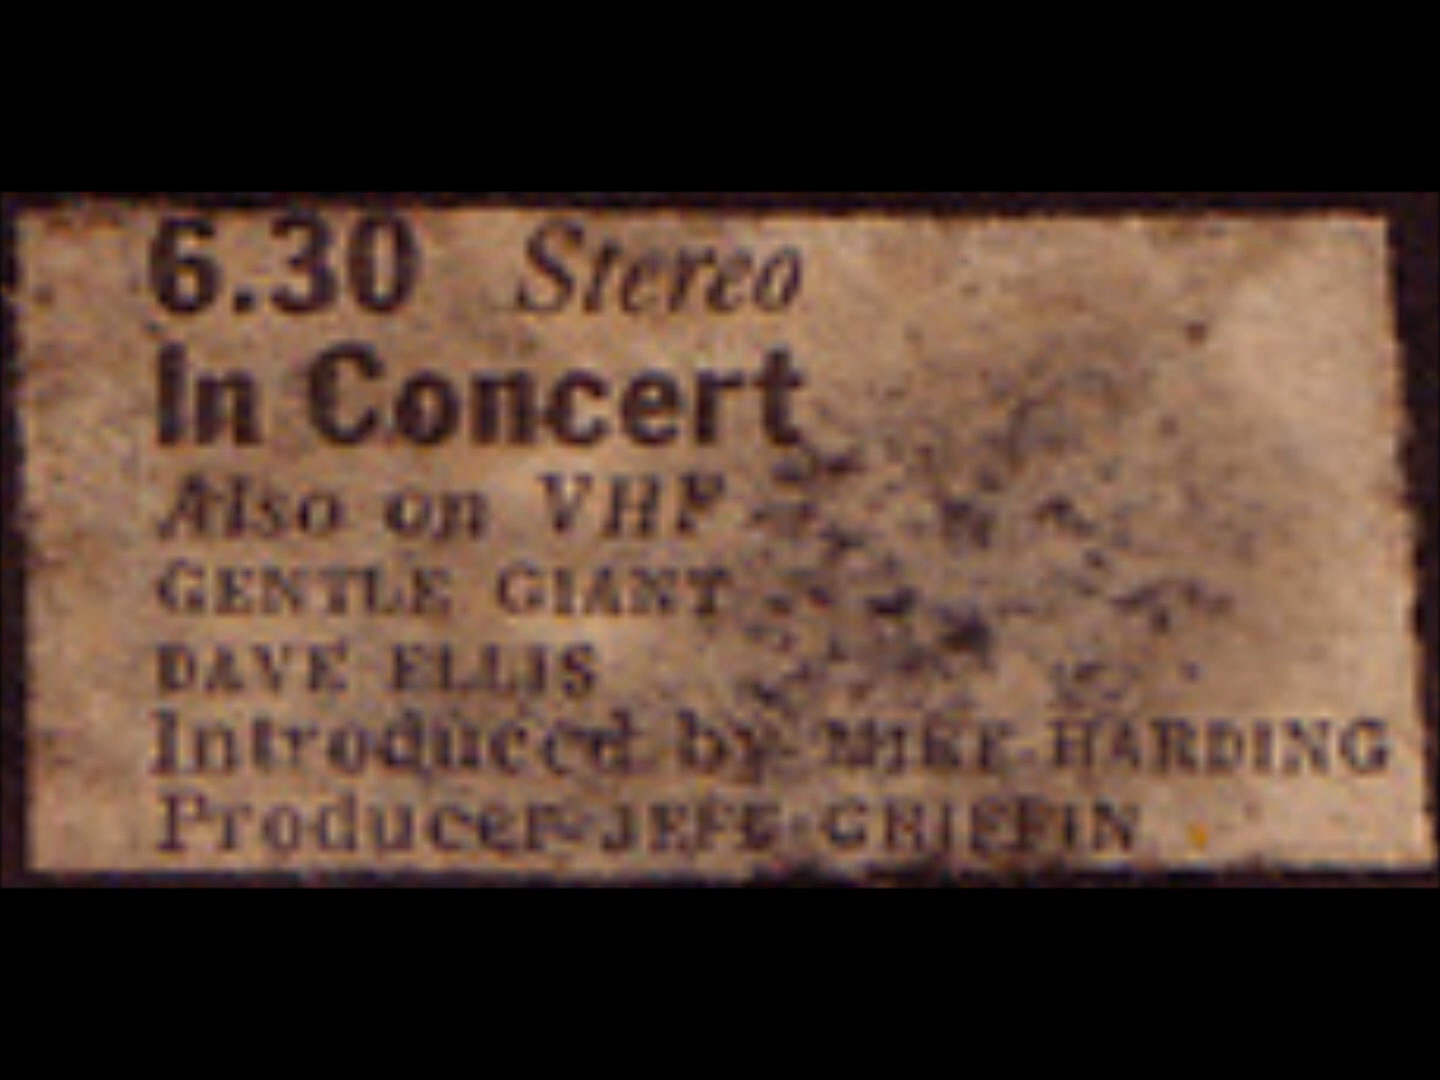 6.30 Stereo
In Concert
Also on VHF
GENTLE GIANT
DAVE ELLIS
Introduced by MIKE HARDING
Producer JEFF GRIFFIN